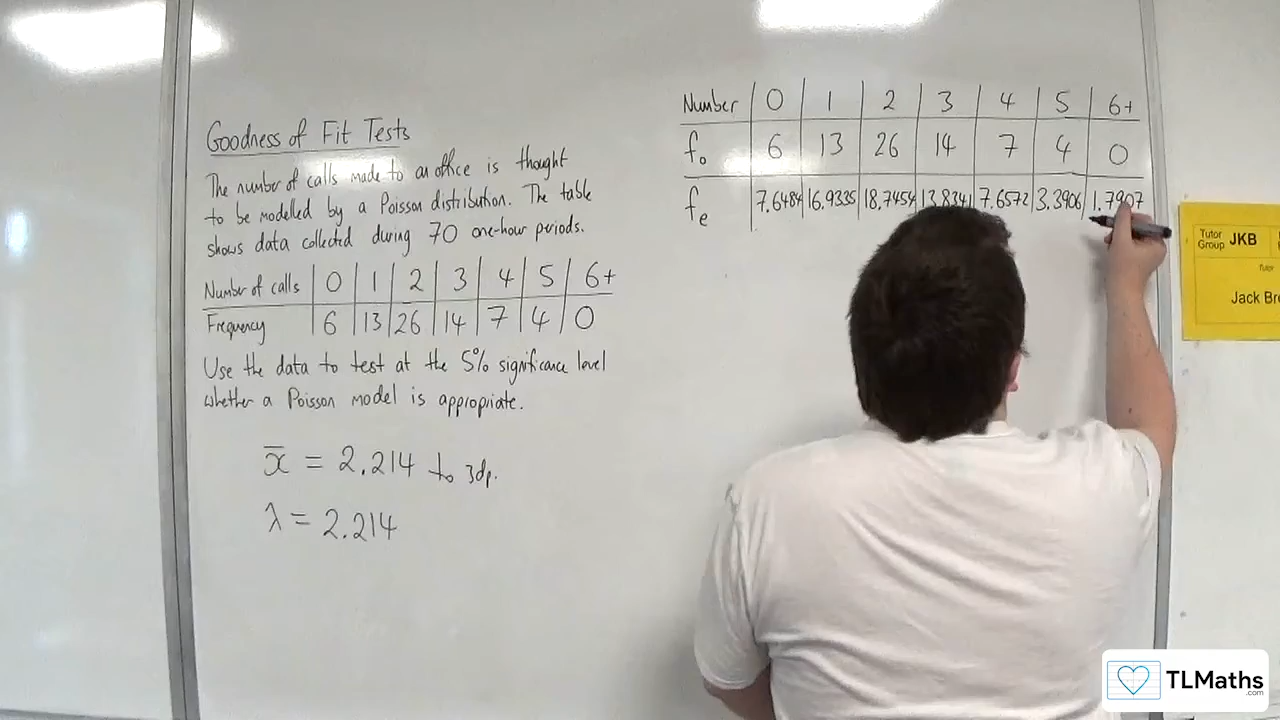 Goodness of Fit Tests
The number of calls made to an office is thought
to be modelled by a Poisson distribution. The table
shows data collected during 70 one-hour periods.
Number of calls 0 1 2 3 4 5 6+
Frequency 6 13 26 14 7 4 0
Use the data to test at the 5% significance level
whether a Poisson model is appropriate.
x̄ = 2.214 to 3dp.
λ = 2.214
Number 0 1 2 3 4 5 6+
fo 6 13 26 14 7 4 0
fe 7.6484 16.9335 18.7454 13.8341 7.6572 3.3906 1.7907
Tutor
Group JKB
Tutor
TLMaths
.com